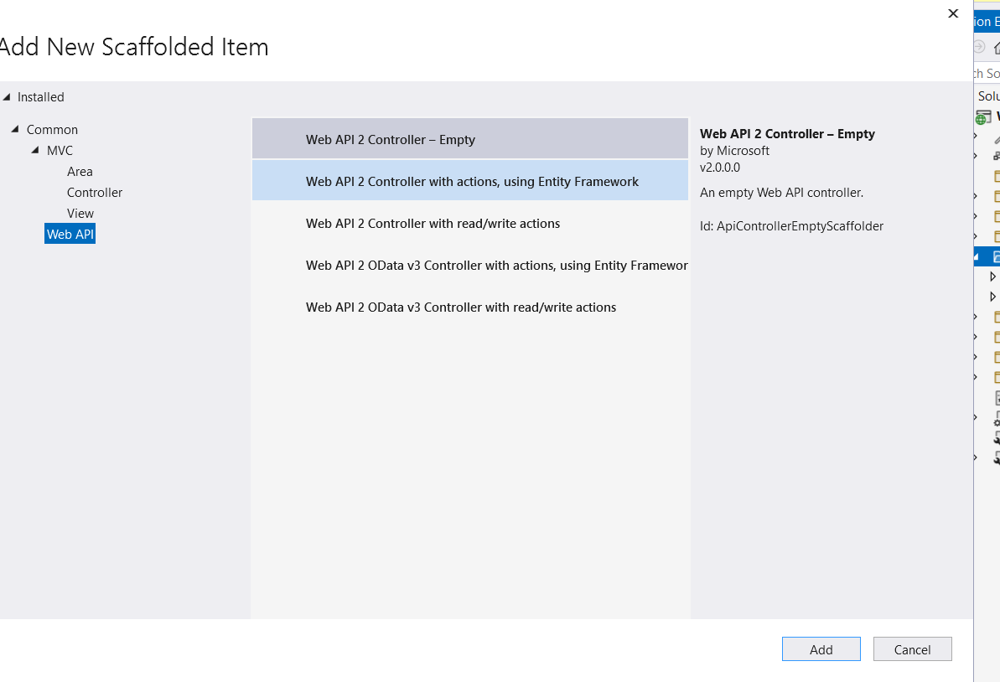 Add New Scaffolded Item
Installed
Common
MVC
Area
Controller
View
Web API
Web API 2 Controller – Empty
Web API 2 Controller with actions, using Entity Framework
Web API 2 Controller with read/write actions
Web API 2 OData v3 Controller with actions, using Entity Framewor
Web API 2 OData v3 Controller with read/write actions
Web API 2 Controller – Empty
by Microsoft
v2.0.0.0
An empty Web API controller.
Id: ApiControllerEmptyScaffolder
Add
Cancel
ion E
ch So
Solu